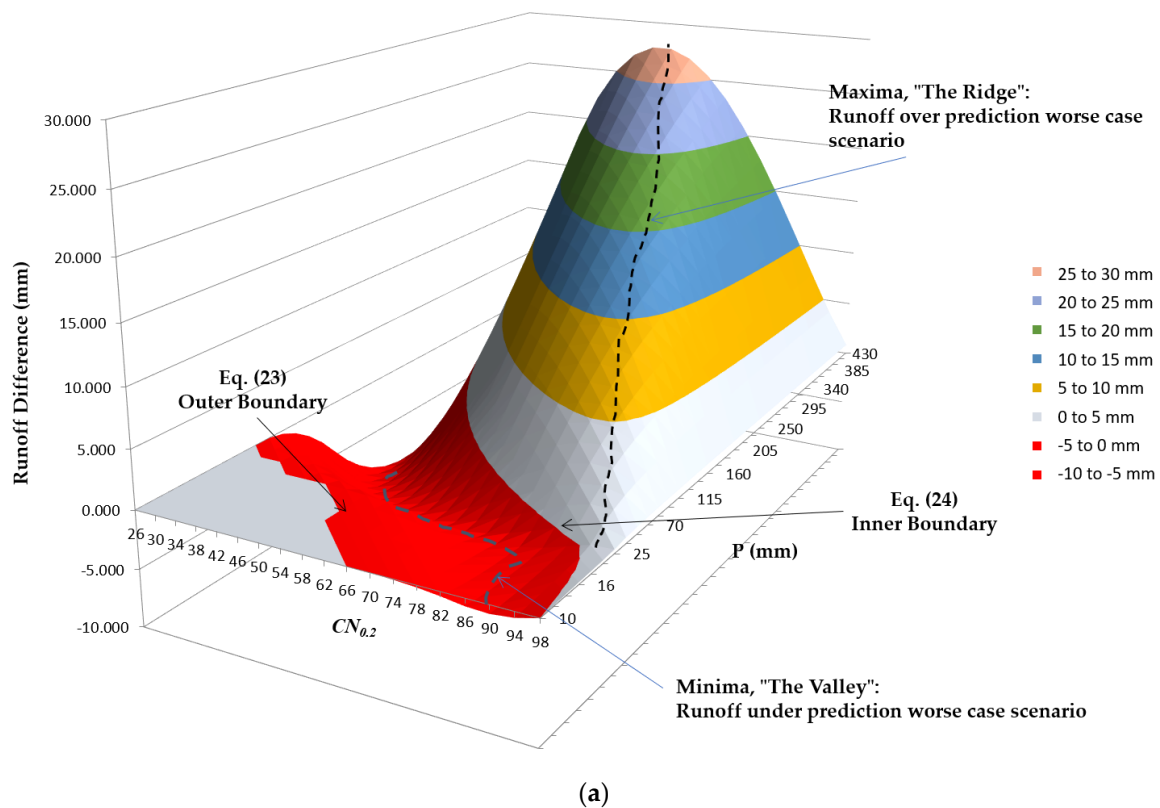 Maxima, "The Ridge":
Runoff over prediction worse case
scenario
30.000
25.000
20.000
15.000
10.000
5.000
0.000
-5.000
-10.000
Runoff Difference (mm)
Eq. (23)
Outer Boundary
25 to 30 mm
20 to 25 mm
15 to 20 mm
10 to 15 mm
5 to 10 mm
0 to 5 mm
-5 to 0 mm
-10 to -5 mm
430
385
340
295
250
205
160
115
70
25
16
10
P (mm)
Eq. (24)
Inner Boundary
26 30 34 38 42 46 50 54 58 62 66 70 74 78 82 86 90 94 98
CN0.2
Minima, "The Valley":
Runoff under prediction worse case scenario
(a)